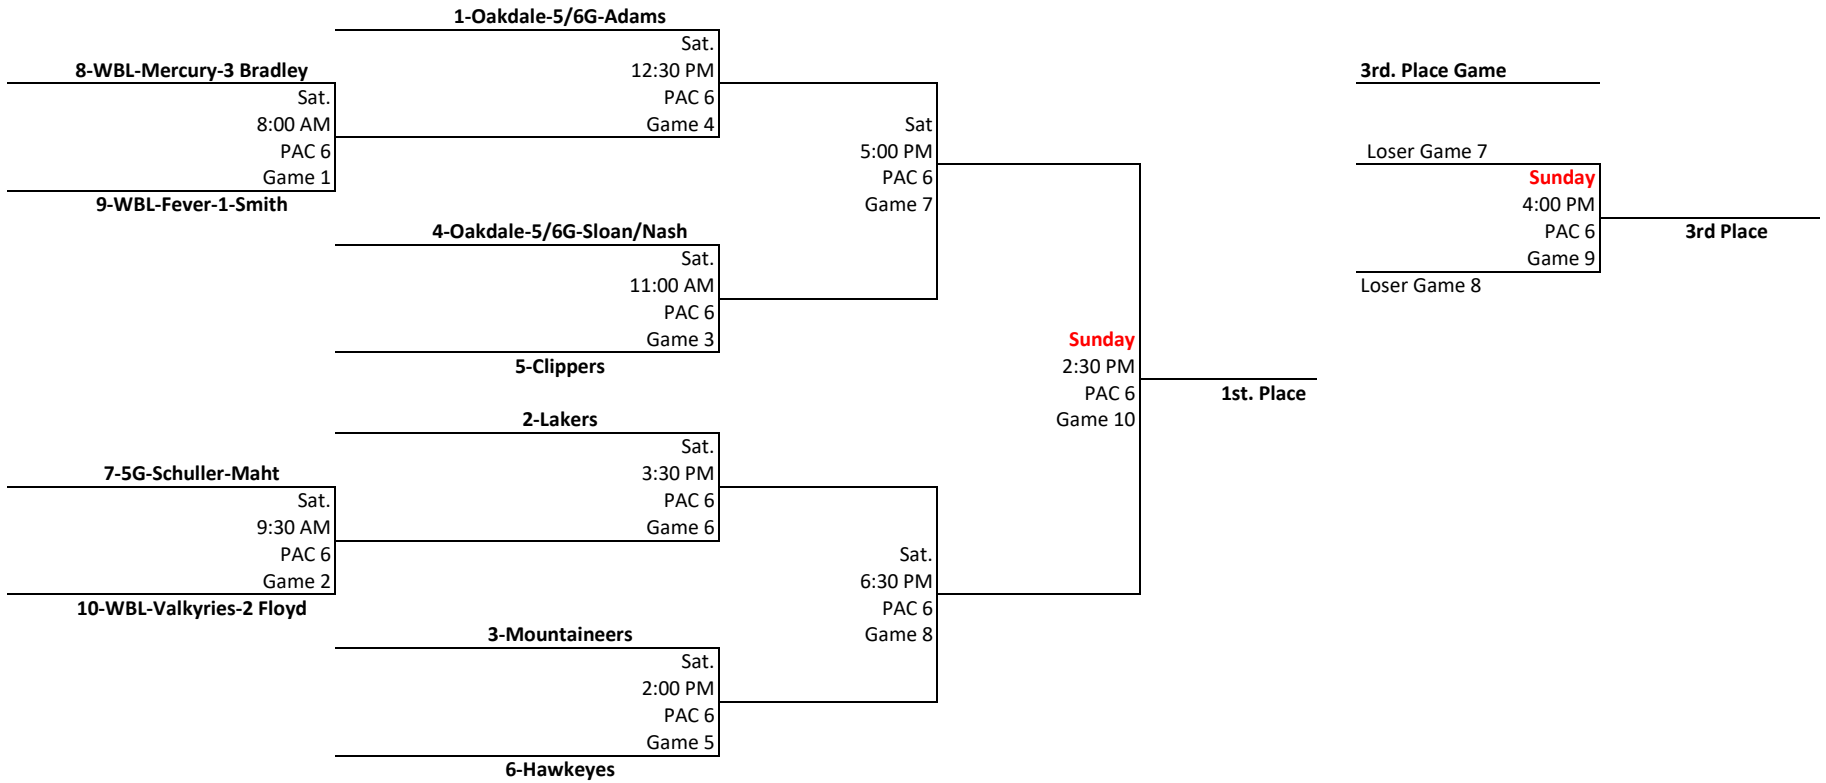 1-Oakdale-5/6G-Adams
Sat.
12:30 PM
PAC 6
Game 4
8-WBL-Mercury-3 Bradley
Sat.
8:00 AM
PAC 6
Game 1
9-WBL-Fever-1-Smith
Sat
5:00 PM
PAC 6
Game 7
4-Oakdale-5/6G-Sloan/Nash
Sat.
11:00 AM
PAC 6
Game 3
5-Clippers
Sunday
2:30 PM
PAC 6
Game 10
1st. Place
2-Lakers
Sat.
3:30 PM
PAC 6
Game 6
7-5G-Schuller-Maht
Sat.
9:30 AM
PAC 6
Game 2
10-WBL-Valkyries-2 Floyd
Sat.
6:30 PM
PAC 6
Game 8
3-Mountaineers
Sat.
2:00 PM
PAC 6
Game 5
6-Hawkeyes
3rd. Place Game
Loser Game 7
Sunday
4:00 PM
PAC 6
Game 9
Loser Game 8
3rd Place